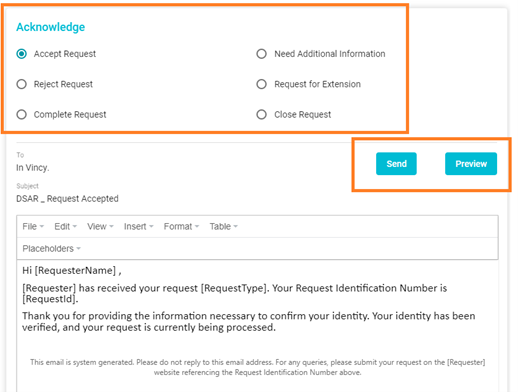 Acknowledge
Accept Request
Need Additional Information
Reject Request
Request for Extension
Complete Request
Close Request
To
In Vincy.
Send
Preview
Subject
DSAR _ Request Accepted
File Edit View Insert Format Table
Placeholders
Hi [RequesterName] ,
[Requester] has received your request [RequestType]. Your Request Identification Number is
[RequestId].
Thank you for providing the information necessary to confirm your identity. Your identity has been
verified, and your request is currently being processed.
This email is system generated. Please do not reply to this email address. For any queries, please submit your request on the [Requester]
website referencing the Request Identification Number above.